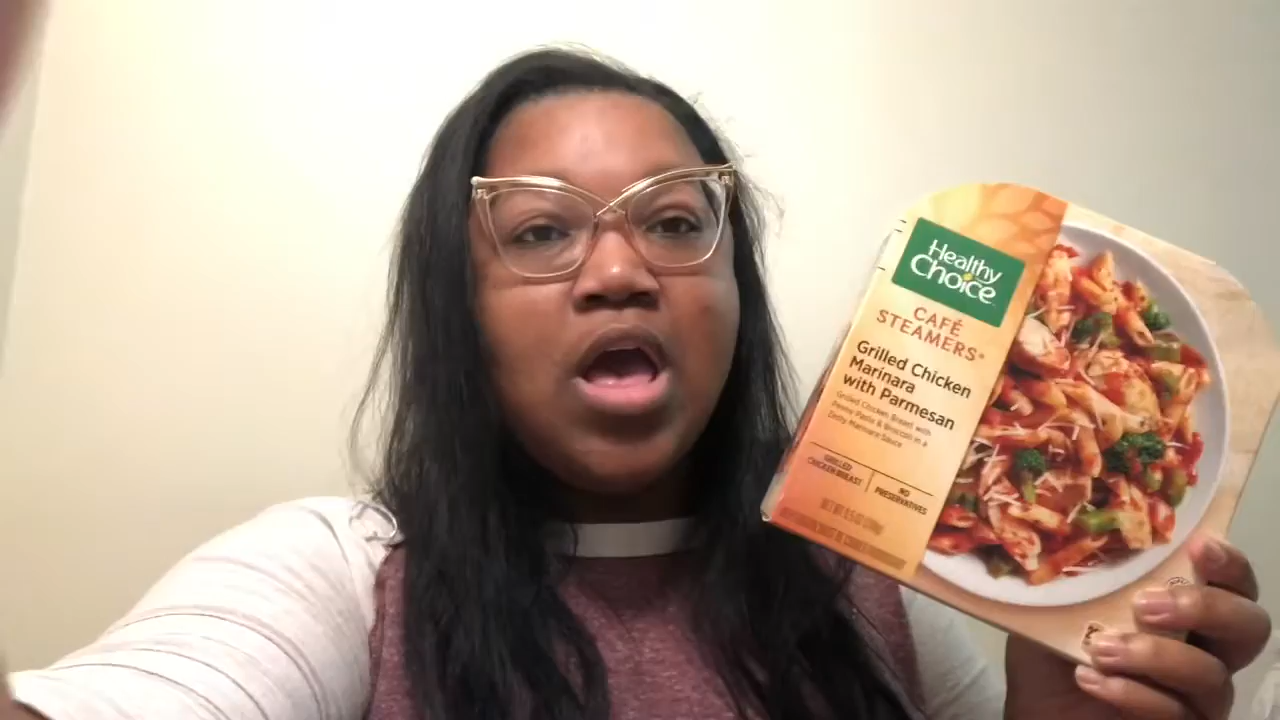 Healthy
Choice
CAFÉ
STEAMERS®
Grilled Chicken
Marinara
with Parmesan
Grilled Chicken Breast with
Penne Pasta & Broccoli in a
Zesty Marinara Sauce
GRILLED
CHICKEN BREAST
NO
PRESERVATIVES